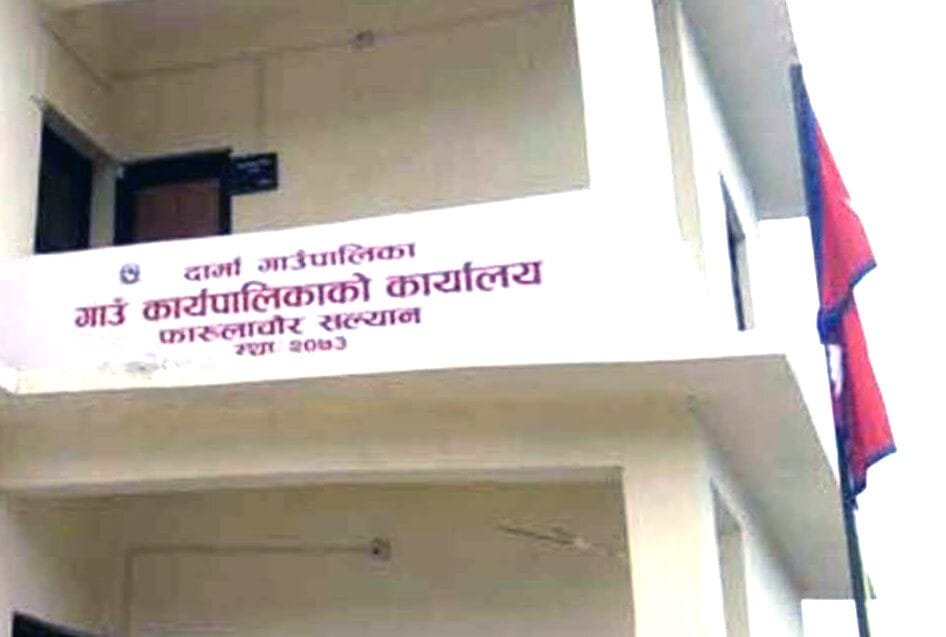 दार्मा गाउँपालिका
गाउँ कार्यपालिकाको कार्यालय
फारुलाचौर सल्यान
स्था २०७३